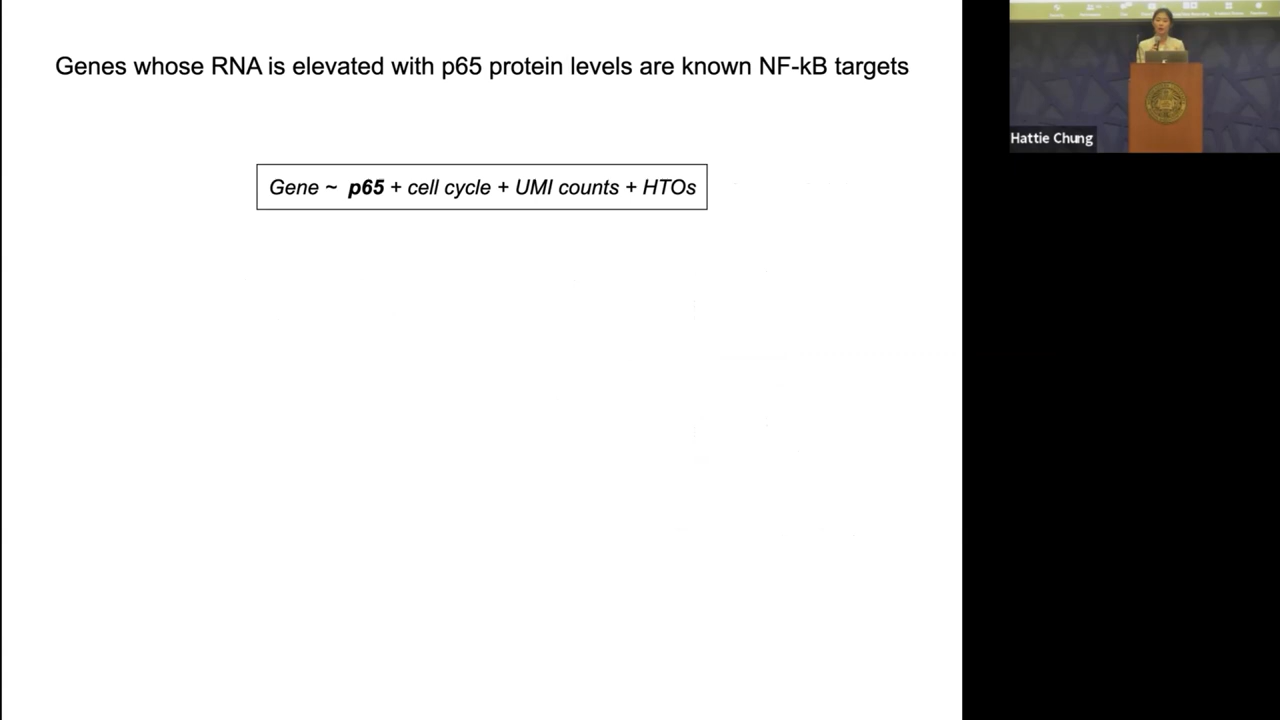 Genes whose RNA is elevated with p65 protein levels are known NF-kB targets
Gene ~ p65 + cell cycle + UMI counts + HTOs
Hattie Chung